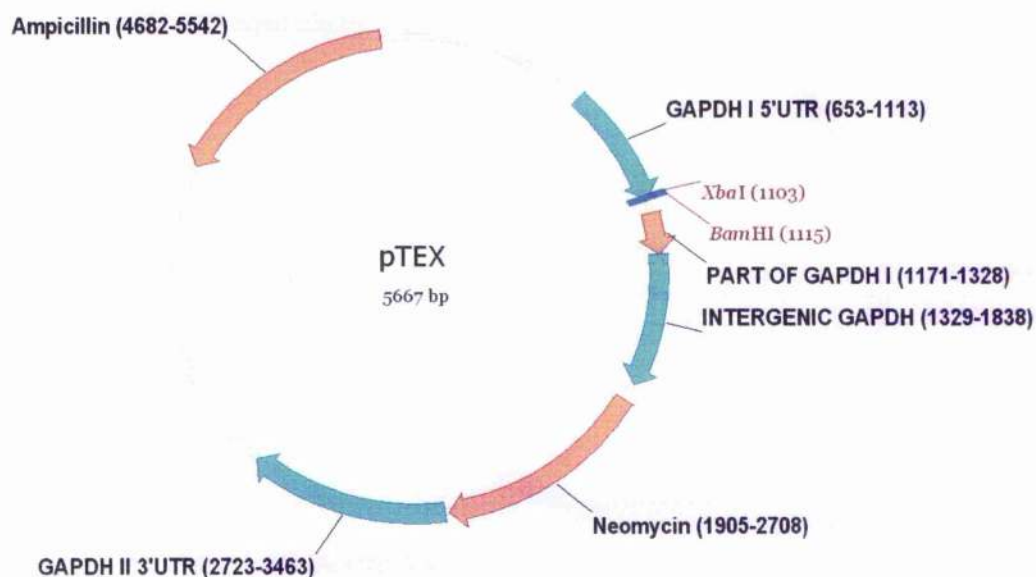 Ampicillin (4682-5542)
GAPDH I 5'UTR (653-1113)
XbaI (1103)
BamHI (1115)
pTEX
5667 bp
PART OF GAPDH I (1171-1328)
INTERGENIC GAPDH (1329-1838)
Neomycin (1905-2708)
GAPDH II 3'UTR (2723-3463)